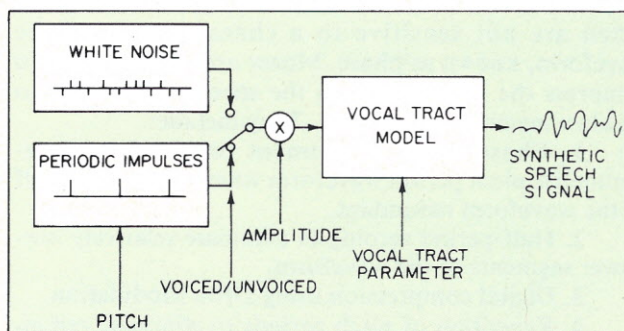 WHITE NOISE
PERIODIC IMPULSES
X
VOCAL TRACT
MODEL
SYNTHETIC
SPEECH
SIGNAL
AMPLITUDE
VOCAL TRACT
PARAMETER
VOICED/UNVOICED
PITCH